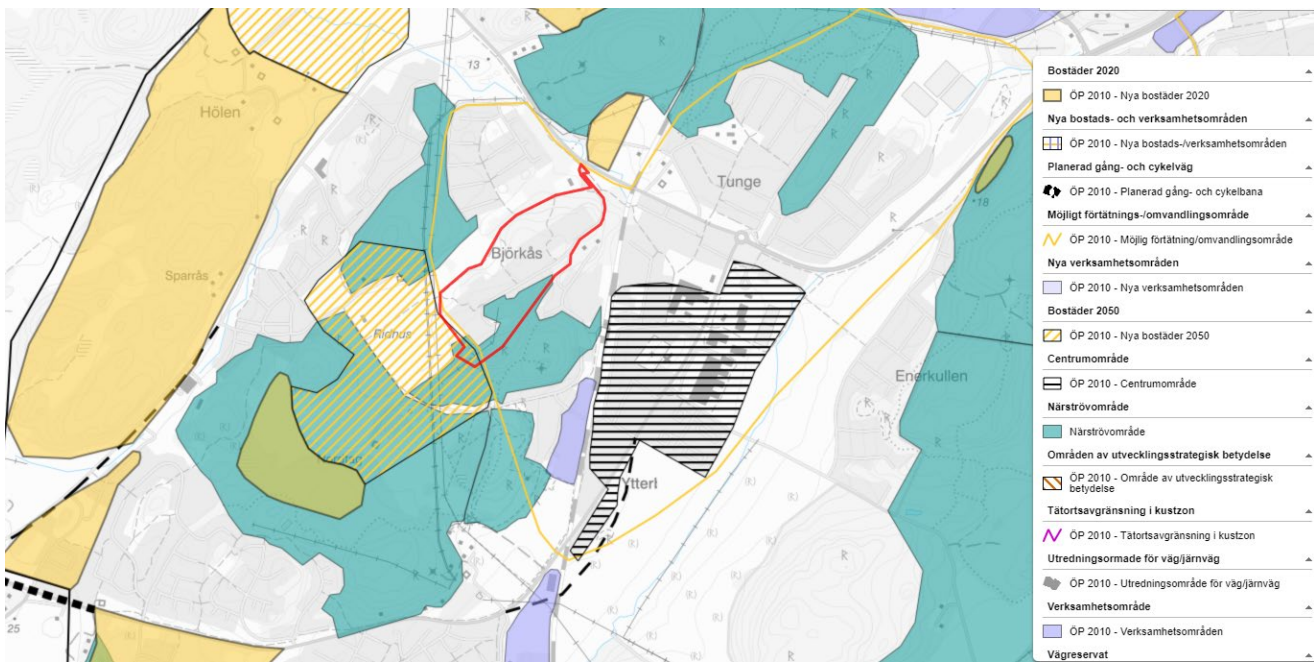 Hölen
13
Tunge
18
Björkås
Sparrås
Ridhus
Enerkullen
Ytterl
25
Bostäder 2020
ÖP 2010 - Nya bostäder 2020
Nya bostads- och verksamhetsområden
ÖP 2010 - Nya bostads-/verksamhetsområden
Planerad gång- och cykelväg
ÖP 2010 - Planerad gång- och cykelbana
Möjligt förtätnings-/omvandlingsområde
ÖP 2010 - Möjlig förtätning/omvandlingsområde
Nya verksamhetsområden
ÖP 2010 - Nya verksamhetsområden
Bostäder 2050
ÖP 2010 - Nya bostäder 2050
Centrumområde
ÖP 2010 - Centrumområde
Närströvområde
Närströvområde
Områden av utvecklingsstrategisk betydelse
ÖP 2010 - Område av utvecklingsstrategisk
betydelse
Tätortsavgränsning i kustzon
ÖP 2010 - Tätortsavgränsning i kustzon
Utredningsormade för väg/järnväg
ÖP 2010 - Utredningsområde för väg/järnväg
Verksamhetsområde
ÖP 2010 - Verksamhetsområden
Vägreservat